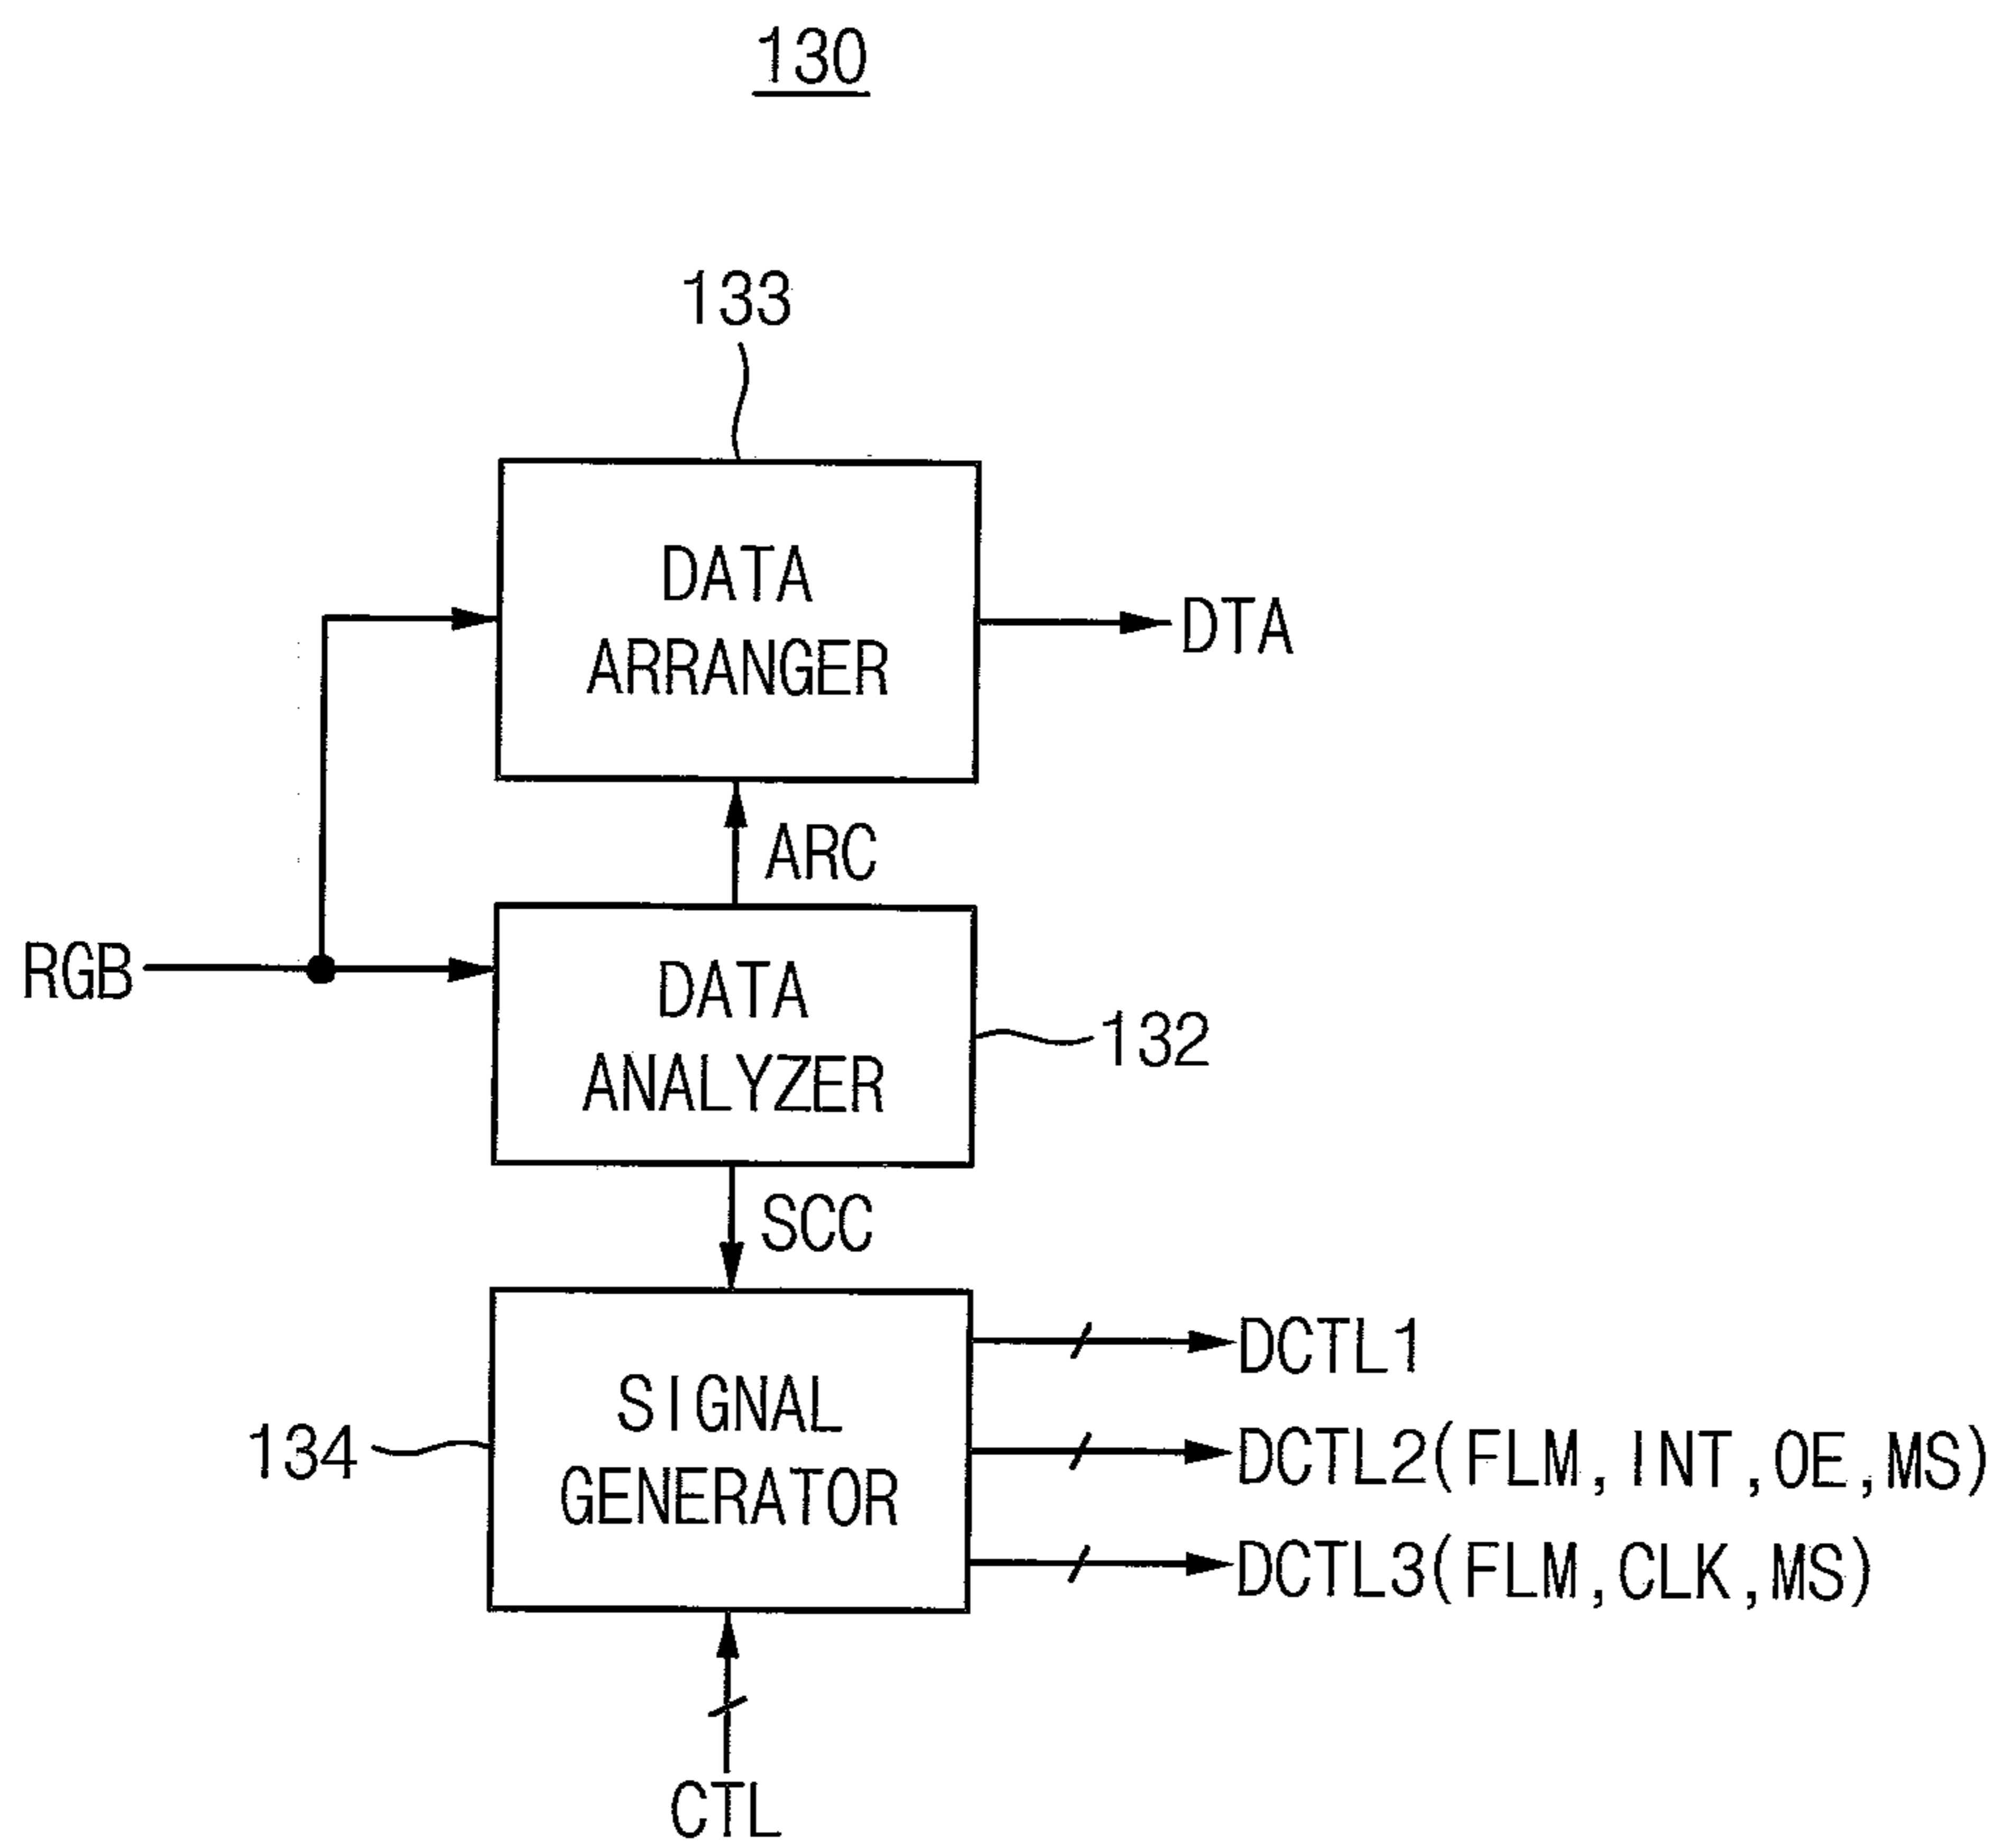 130
133
DATA
ARRANGER
DTA
ARC
RGB
DATA
ANALYZER
132
SCC
134
SIGNAL
GENERATOR
DCTL1
DCTL2(FLM,INT,OE,MS)
DCTL3(FLM,CLK,MS)
CTL